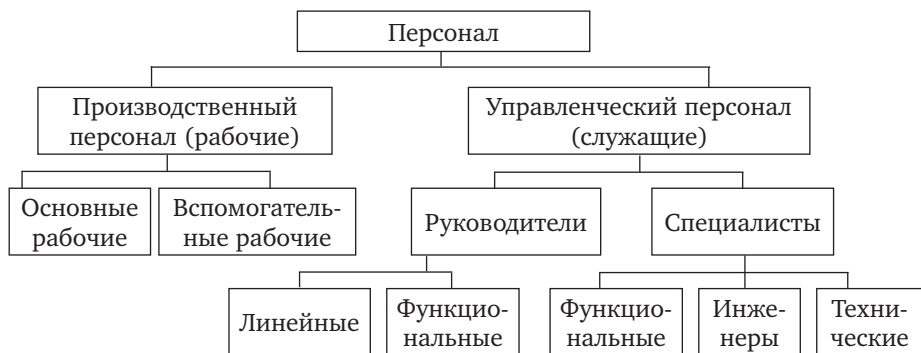 Персонал
Производственный
персонал (рабочие)
Управленческий персонал
(служащие)
Основные
рабочие
Вспомогатель-
ные рабочие
Руководители
Специалисты
Линейные
Функцио-
нальные
Функцио-
нальные
Инже-
неры
Техни-
ческие